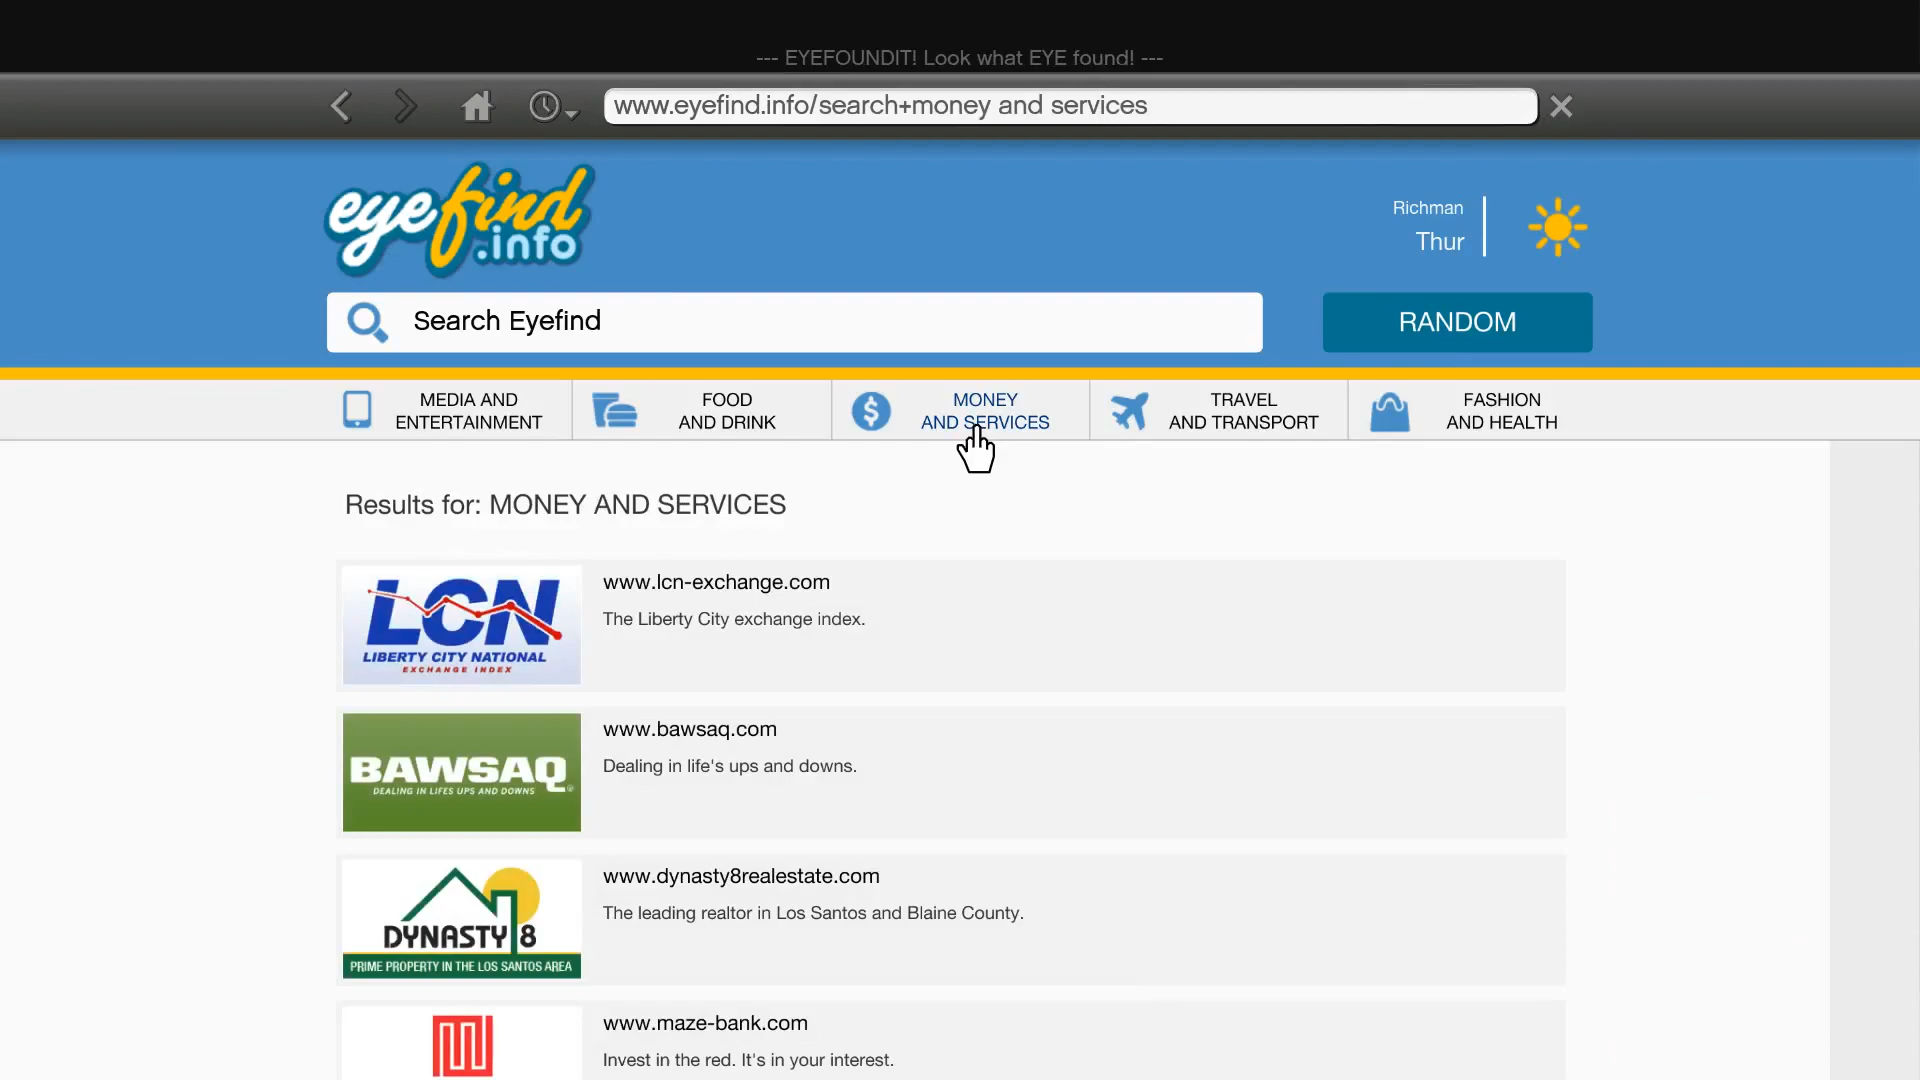 --- EYEFOUNDIT! Look what EYE found! ---
www.eyefind.info/search+money and services
eyefind
.info
Richman
Thur
Search Eyefind
RANDOM
MEDIA AND
ENTERTAINMENT
FOOD
AND DRINK
MONEY
AND SERVICES
TRAVEL
AND TRANSPORT
FASHION
AND HEALTH
Results for: MONEY AND SERVICES
LCN
LIBERTY CITY NATIONAL
EXCHANGE INDEX
www.lcn-exchange.com
The Liberty City exchange index.
BAWSAQ
DEALING IN LIFES UPS AND DOWNS
www.bawsaq.com
Dealing in life's ups and downs.
DYNASTY 8
PRIME PROPERTY IN THE LOS SANTOS AREA
www.dynasty8realestate.com
The leading realtor in Los Santos and Blaine County.
www.maze-bank.com
Invest in the red. It's in your interest.